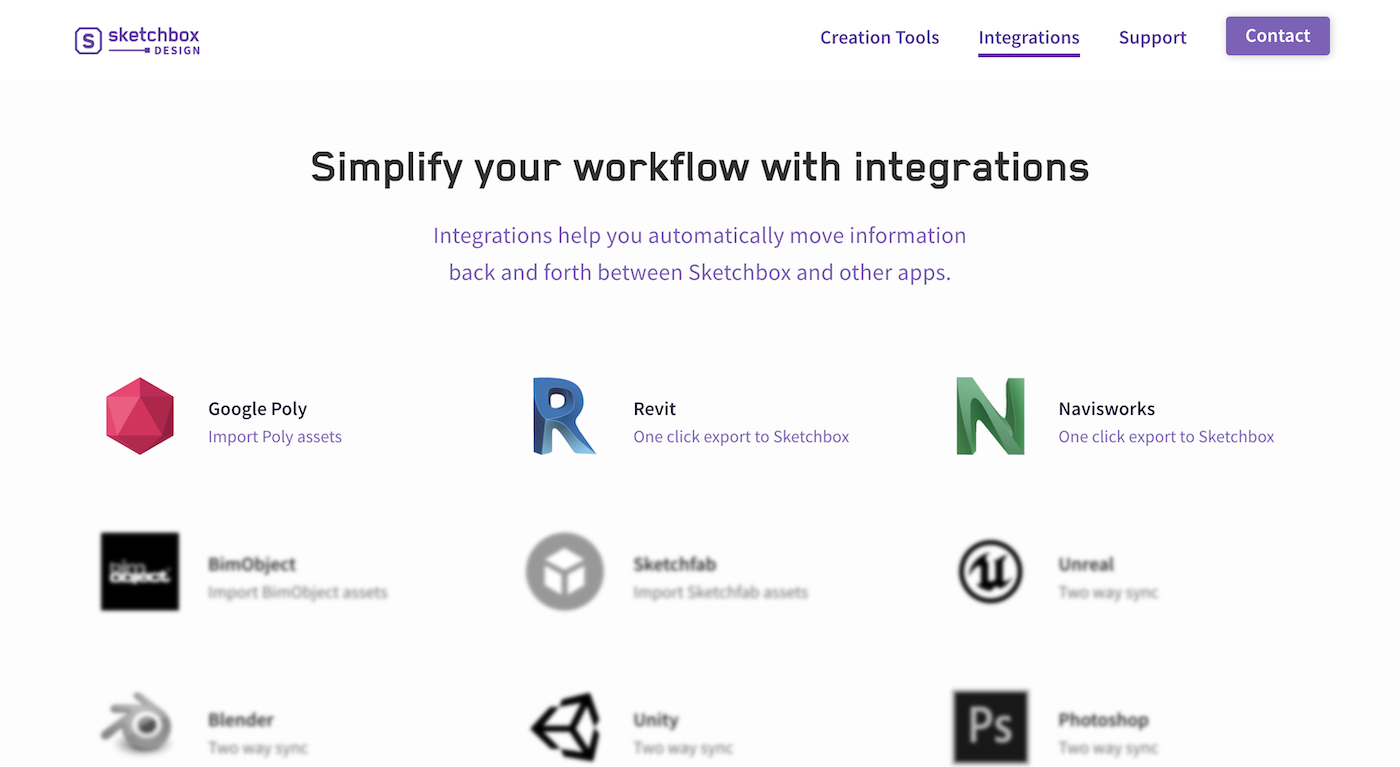 S sketchbox
DESIGN
Creation Tools
Integrations
Support
Contact
Simplify your workflow with integrations
Integrations help you automatically move information
back and forth between Sketchbox and other apps.
Google Poly
Import Poly assets
Revit
One click export to Sketchbox
Navisworks
One click export to Sketchbox
bim
object
BimObject
Import BimObject assets
Sketchfab
Import Sketchfab assets
Unreal
Two way sync
Blender
Two way sync
Unity
Two way sync
Ps
Photoshop
Two way sync